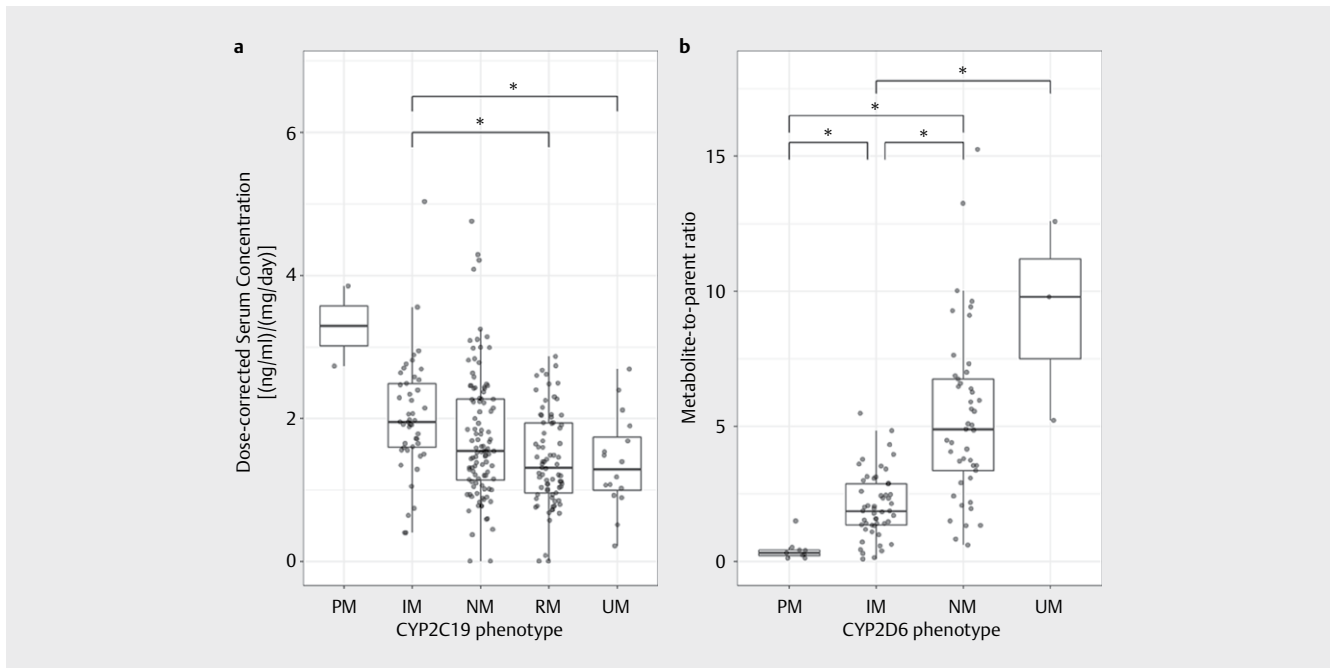 a
Dose-corrected Serum Concentration
[(ng/ml)/(mg/day)]
6
4
2
0
*
*
PM IM NM RM UM
CYP2C19 phenotype
b
Metabolite-to-parent ratio
15
10
5
0
*
*
* *
PM IM NM UM
CYP2D6 phenotype